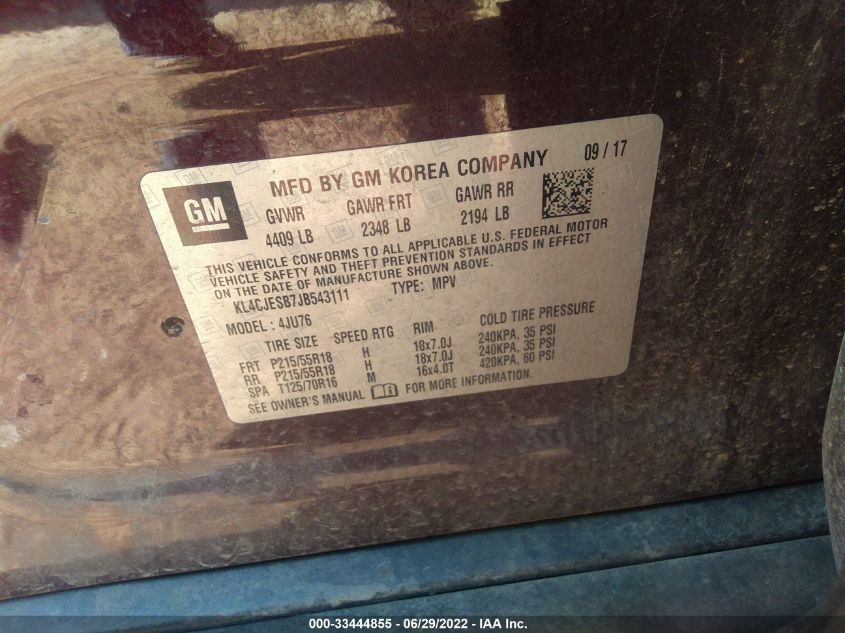 GM
MFD BY GM KOREA COMPANY 09 / 17
GVWR GAWR FRT GAWR RR
4409 LB 2348 LB 2194 LB
THIS VEHICLE CONFORMS TO ALL APPLICABLE U.S. FEDERAL MOTOR
VEHICLE SAFETY AND THEFT PREVENTION STANDARDS IN EFFECT
ON THE DATE OF MANUFACTURE SHOWN ABOVE.
KL4CJESB7JB543111 TYPE: MPV
MODEL: 4JU76
TIRE SIZE SPEED RTG RIM COLD TIRE PRESSURE
FRT P215/55R18 H 18x7.0J 240KPA, 35 PSI
RR P215/55R18 H 18x7.0J 240KPA, 35 PSI
SPA T125/70R16 M 16x4.0T 420KPA, 60 PSI
SEE OWNER'S MANUAL FOR MORE INFORMATION.
000-33444855 - 06/29/2022 - IAA Inc.